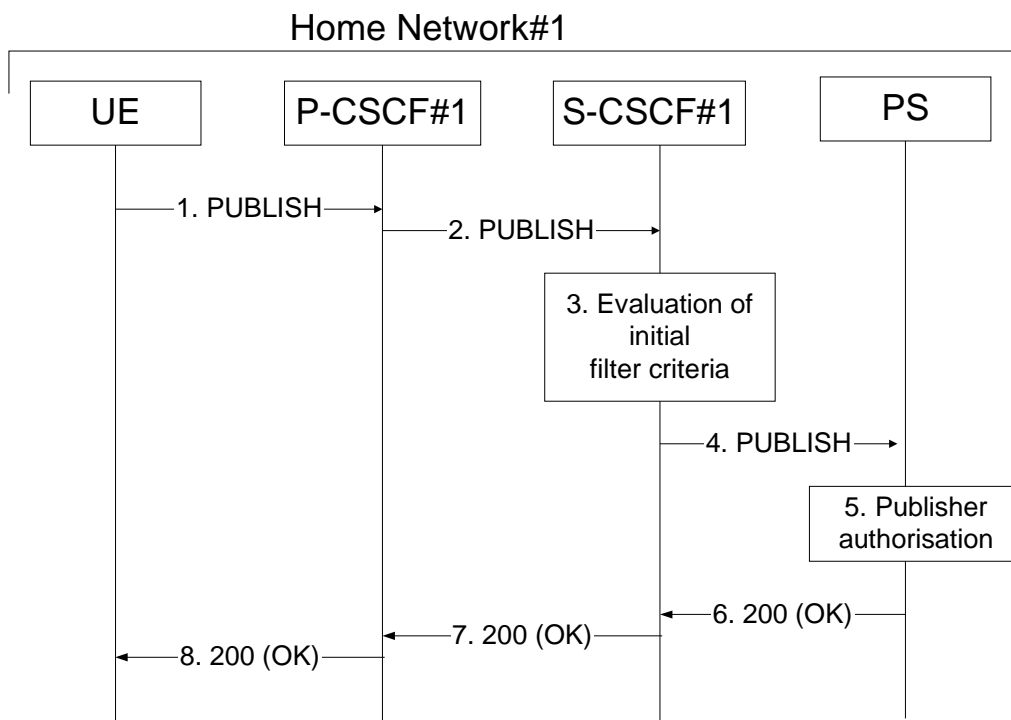 Home Network#1
UE
P-CSCF#1
S-CSCF#1
PS
1. PUBLISH
2. PUBLISH
3. Evaluation of
initial
filter criteria
4. PUBLISH
5. Publisher
authorisation
6. 200 (OK)
7. 200 (OK)
8. 200 (OK)